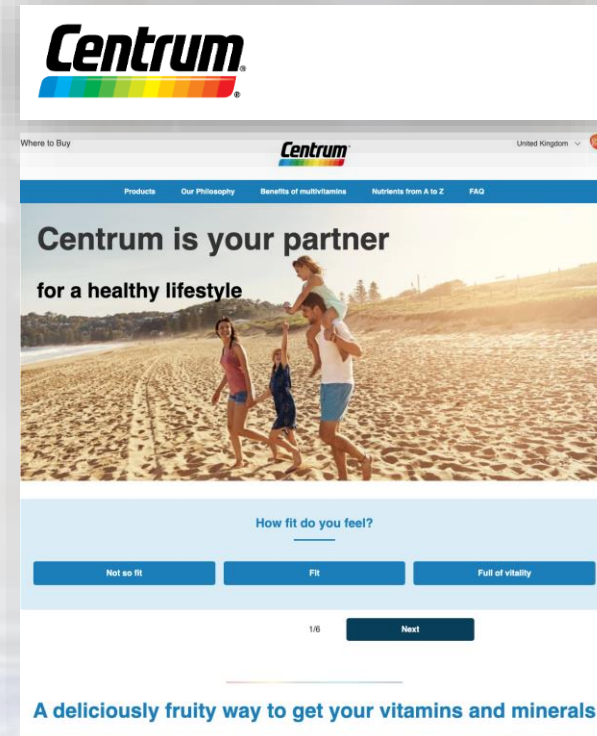 Centrum
Where to Buy
Centrum
United Kingdom
Products Our Philosophy Benefits of multivitamins Nutrients from A to Z FAQ
Centrum is your partner
for a healthy lifestyle
How fit do you feel?
Not so fit Fit Full of vitality
1/6 Next
A deliciously fruity way to get your vitamins and minerals